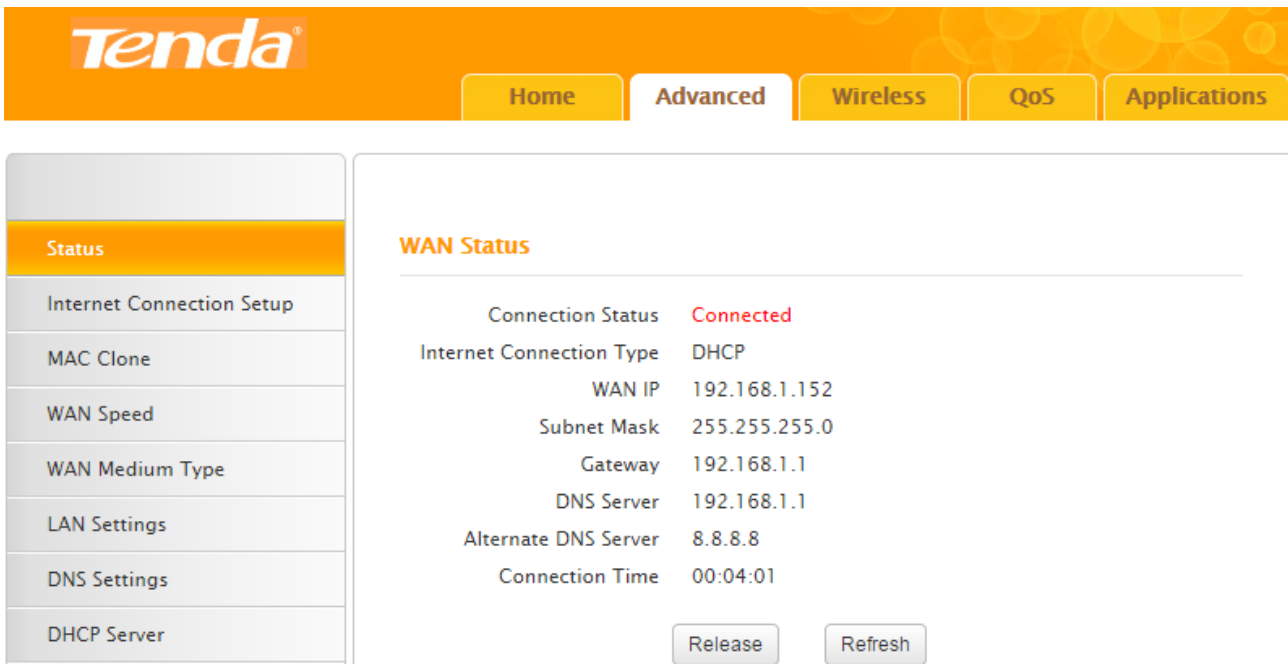 Tenda®
Home Advanced Wireless QoS Applications
Status
Internet Connection Setup
MAC Clone
WAN Speed
WAN Medium Type
LAN Settings
DNS Settings
DHCP Server
WAN Status
Connection Status Connected
Internet Connection Type DHCP
WAN IP 192.168.1.152
Subnet Mask 255.255.255.0
Gateway 192.168.1.1
DNS Server 192.168.1.1
Alternate DNS Server 8.8.8.8
Connection Time 00:04:01
Release Refresh